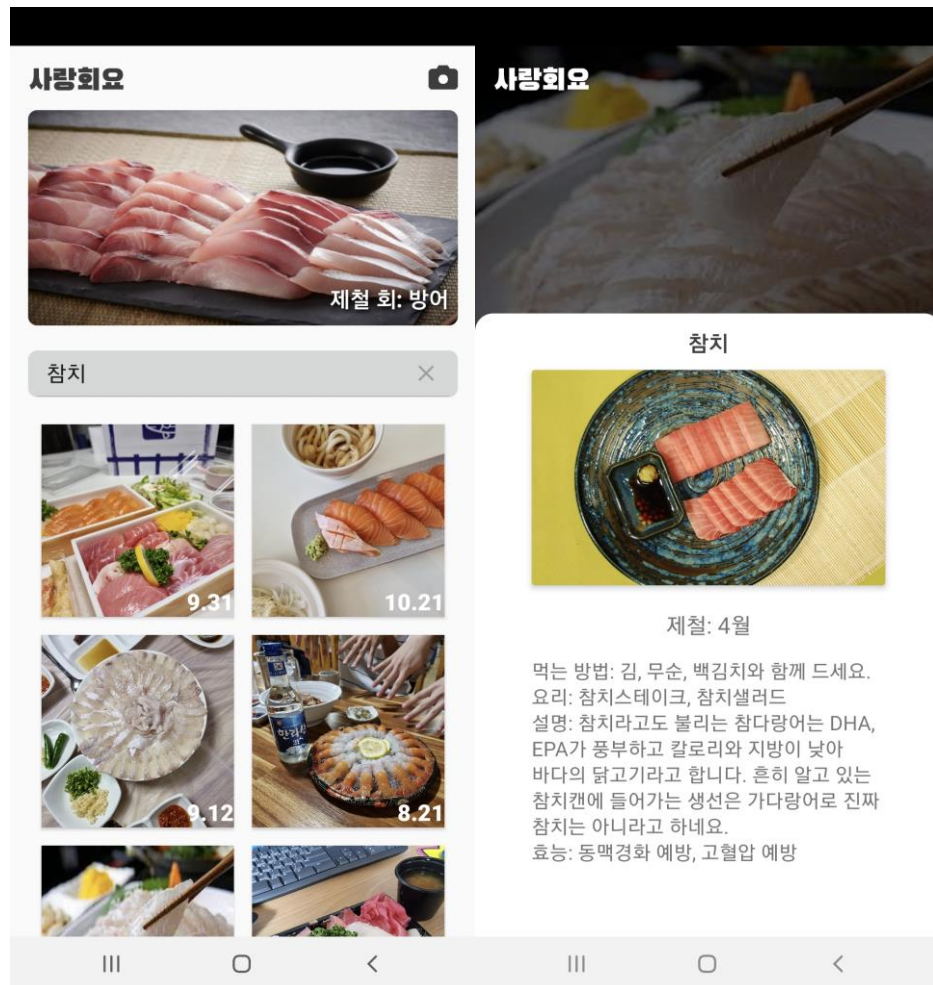 사랑회요
제철 회: 방어
참치
9.31
10.21
9.12
8.21
사랑회요
참치
제철: 4월
먹는 방법: 김, 무순, 백김치와 함께 드세요.
요리: 참치스테이크, 참치샐러드
설명: 참치라고도 불리는 참다랑어는 DHA,
EPA가 풍부하고 칼로리와 지방이 낮아
바다의 닭고기라고 합니다. 흔히 알고 있는
참치캔에 들어가는 생선은 가다랑어로 진짜
참치는 아니라고 하네요.
효능: 동맥경화 예방, 고혈압 예방